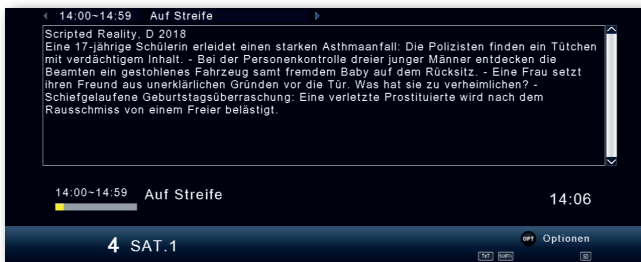 14:00~14:59 Auf Streife
Scripted Reality, D 2018
Eine 17-jährige Schülerin erleidet einen starken Asthmaanfall: Die Polizisten finden ein Tütchen
mit verdächtigem Inhalt. - Bei der Personenkontrolle dreier junger Männer entdecken die
Beamten ein gestohlenes Fahrzeug samt fremdem Baby auf dem Rücksitz. - Eine Frau setzt
ihren Freund aus unerklärlichen Gründen vor die Tür. Was hat sie zu verheimlichen? -
Schiefgelaufene Geburtstagsüberraschung: Eine verletzte Prostituierte wird nach dem
Rausschmiss von einem Freier belästigt.
14:00~14:59 Auf Streife
14:06
OPT Optionen
4 SAT.1
TXT